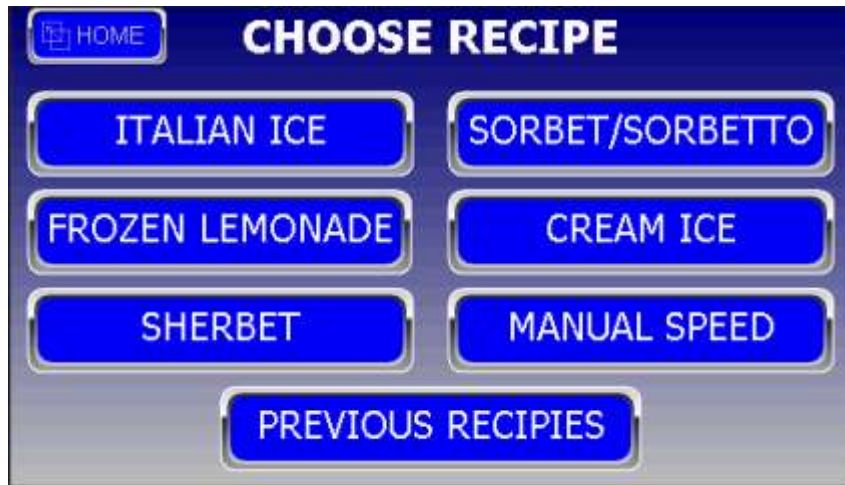 HOME
CHOOSE RECIPE
ITALIAN ICE
SORBET/SORBETTO
FROZEN LEMONADE
CREAM ICE
SHERBET
MANUAL SPEED
PREVIOUS RECIPIES